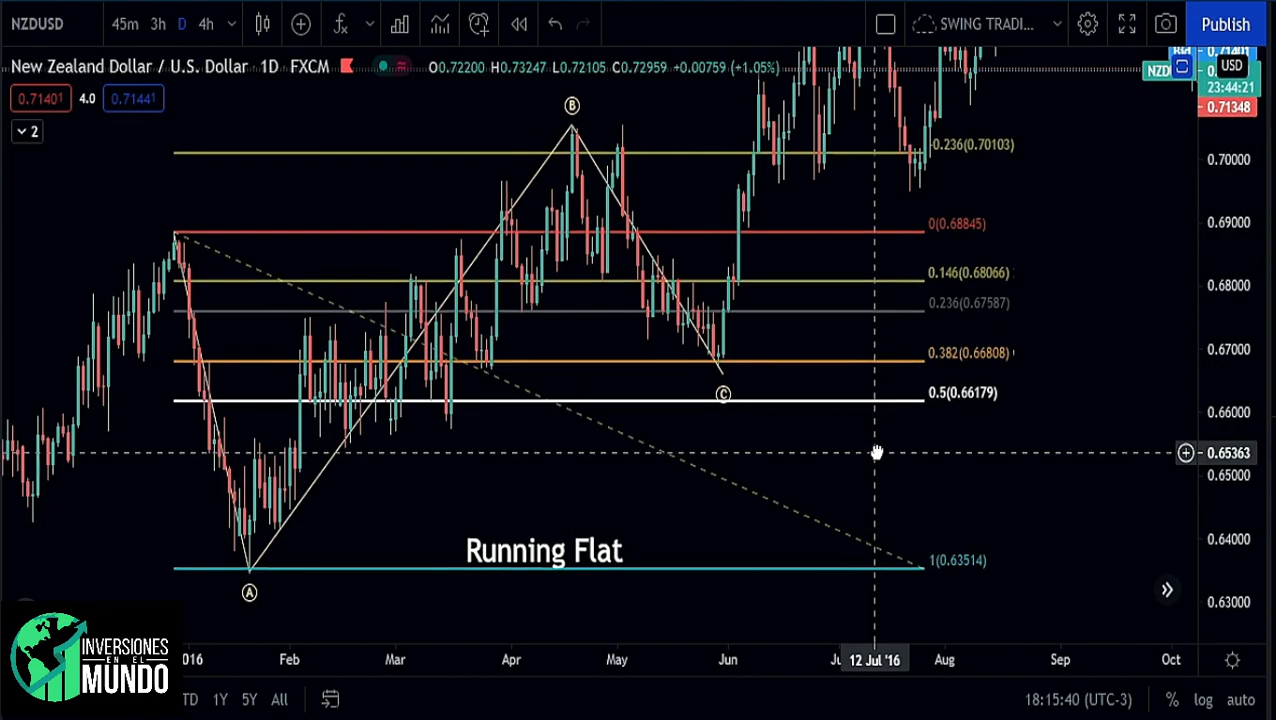 NZDUSD 45m 3h D 4h SWING TRADI... Publish
New Zealand Dollar / U.S. Dollar 1D FXCM O0.72200 H0.73247 L0.72105 C0.72959 +0.00759 (+1.05%)
USD
0.71401 4.0 0.71441
23:44:21
0.71348
2
B
-0.236(0.70103)
0.70000
0(0.68845)
0.69000
0.146(0.68066)
0.68000
0.236(0.67587)
0.382(0.66808)
0.67000
C
0.5(0.66179)
0.66000
0.65363
0.65000
Running Flat
0.64000
1(0.63514)
A
0.63000
2016 Feb Mar Apr May Jun 12 Jul '16 Aug Sep Oct
INVERSIONES
EN EL
MUNDO
TD 1Y 5Y All 18:15:40 (UTC-3) % log auto